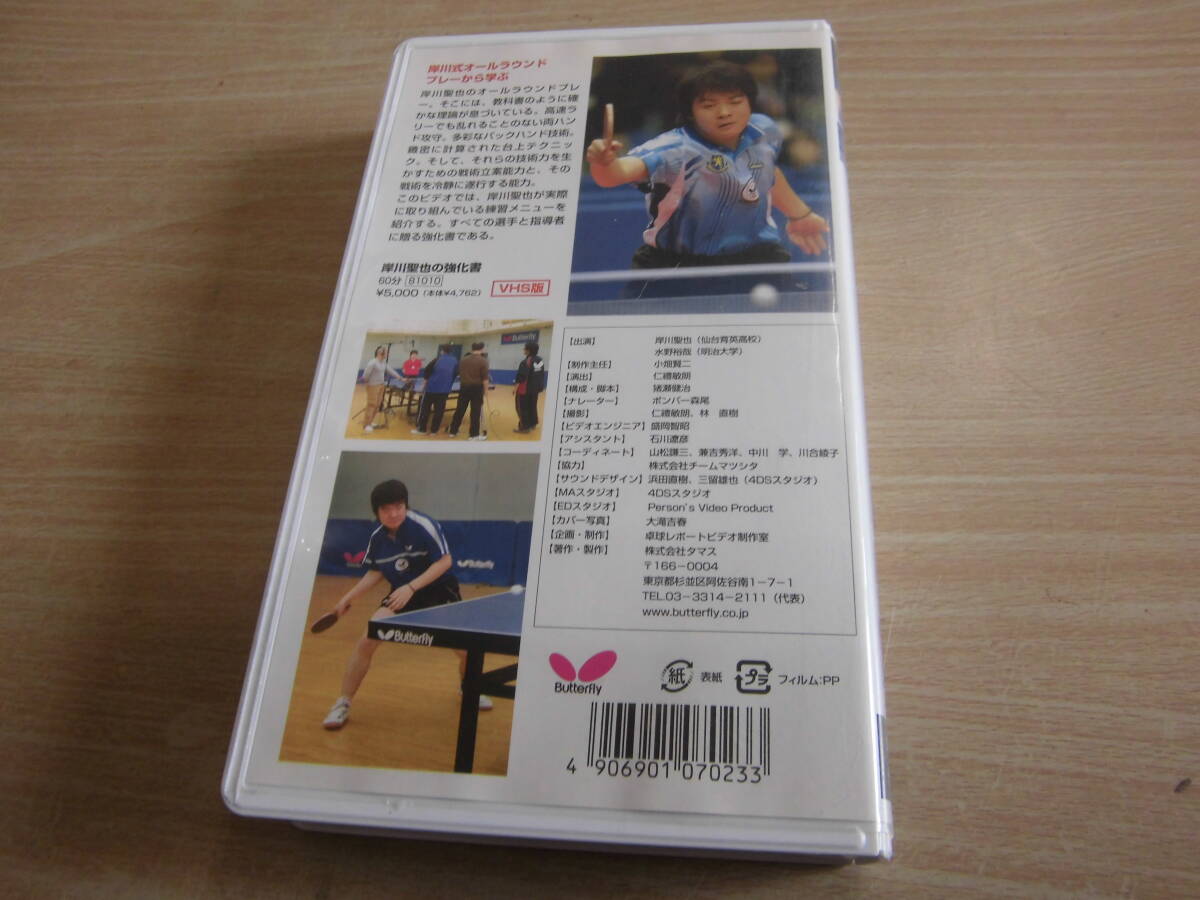 岸川式オールラウンド
プレーから学ぶ
岸川聖也のオールラウンドプレ
ー。そこには、教科書のように確
かな理論が息づいている。高速ラ
リーでも乱れることのない両ハン
ド攻守。多彩なバックハンド技術。
緻密に計算された台上テクニッ
ク。そして、それらの技術力を生
かすための戦術立案能力と、その
戦術を冷静に遂行する能力。
このビデオでは、岸川聖也が実際
に取り組んでいる練習メニューを
紹介する。すべての選手と指導者
に贈る強化書である。
岸川聖也の強化書
60分 81010
¥5,000（本体¥4,762） VHS版
Butterfly
【出演】 岸川聖也（仙台育英高校）
水野裕哉（明治大学）
【制作主任】 小畑賢二
【演出】 仁禮敏朗
【構成・脚本】 猪瀬健治
【ナレーター】 ボンバー森尾
【撮影】 仁禮敏朗、林　直樹
【ビデオエンジニア】盛岡智昭
【アシスタント】 石川遼彦
【コーディネート】 山松謙三、兼吉秀洋、中川　学、川合綾子
【協力】 株式会社チームマツシタ
【サウンドデザイン】浜田直樹、三留雄也（4DSスタジオ）
【MAスタジオ】 4DSスタジオ
【EDスタジオ】 Person's Video Product
【カバー写真】 大滝吉春
【企画・制作】 卓球レポートビデオ制作室
【著作・製作】 株式会社タマス
〒166−0004
東京都杉並区阿佐谷南1−7−1
TEL.03−3314−2111（代表）
www.butterfly.co.jp
Butterfly
Butterfly
紙 表紙 プラ フィルム:PP
4 906901 070233